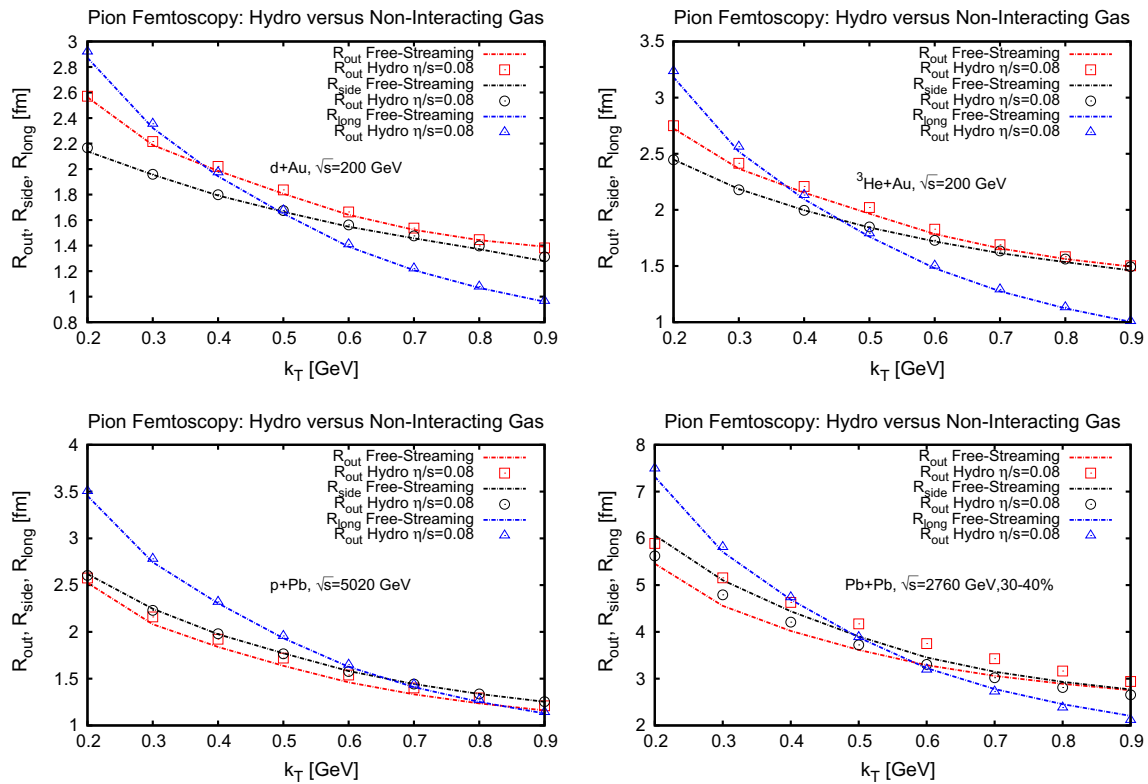 Pion Femtoscopy: Hydro versus Non-Interacting Gas
R_out, R_side, R_long [fm]
3
2.8
2.6
2.4
2.2
2
1.8
1.6
1.4
1.2
1
0.8
R_out Free-Streaming
R_out Hydro η/s=0.08
R_side Free-Streaming
R_out Hydro η/s=0.08
R_long Free-Streaming
R_out Hydro η/s=0.08
d+Au, √s=200 GeV
0.2 0.3 0.4 0.5 0.6 0.7 0.8 0.9
k_T [GeV]
Pion Femtoscopy: Hydro versus Non-Interacting Gas
R_out, R_side, R_long [fm]
3.5
3
2.5
2
1.5
1
R_out Free-Streaming
R_out Hydro η/s=0.08
R_side Free-Streaming
R_out Hydro η/s=0.08
R_long Free-Streaming
R_out Hydro η/s=0.08
³He+Au, √s=200 GeV
0.2 0.3 0.4 0.5 0.6 0.7 0.8 0.9
k_T [GeV]
Pion Femtoscopy: Hydro versus Non-Interacting Gas
R_out, R_side, R_long [fm]
4
3.5
3
2.5
2
1.5
1
R_out Free-Streaming
R_out Hydro η/s=0.08
R_side Free-Streaming
R_out Hydro η/s=0.08
R_long Free-Streaming
R_out Hydro η/s=0.08
p+Pb, √s=5020 GeV
0.2 0.3 0.4 0.5 0.6 0.7 0.8 0.9
k_T [GeV]
Pion Femtoscopy: Hydro versus Non-Interacting Gas
R_out, R_side, R_long [fm]
8
7
6
5
4
3
2
R_out Free-Streaming
R_out Hydro η/s=0.08
R_side Free-Streaming
R_out Hydro η/s=0.08
R_long Free-Streaming
R_out Hydro η/s=0.08
Pb+Pb, √s=2760 GeV,30-40%
0.2 0.3 0.4 0.5 0.6 0.7 0.8 0.9
k_T [GeV]